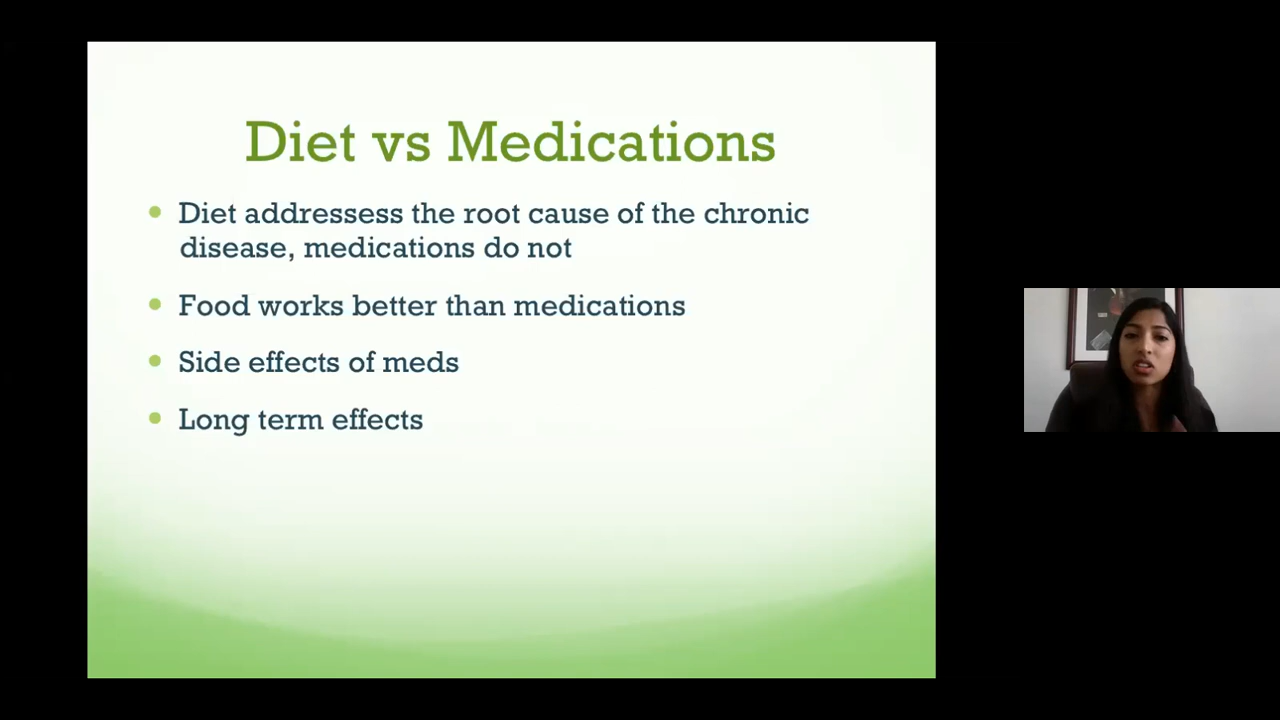 Diet vs Medications
Diet addressess the root cause of the chronic
disease, medications do not
Food works better than medications
Side effects of meds
Long term effects